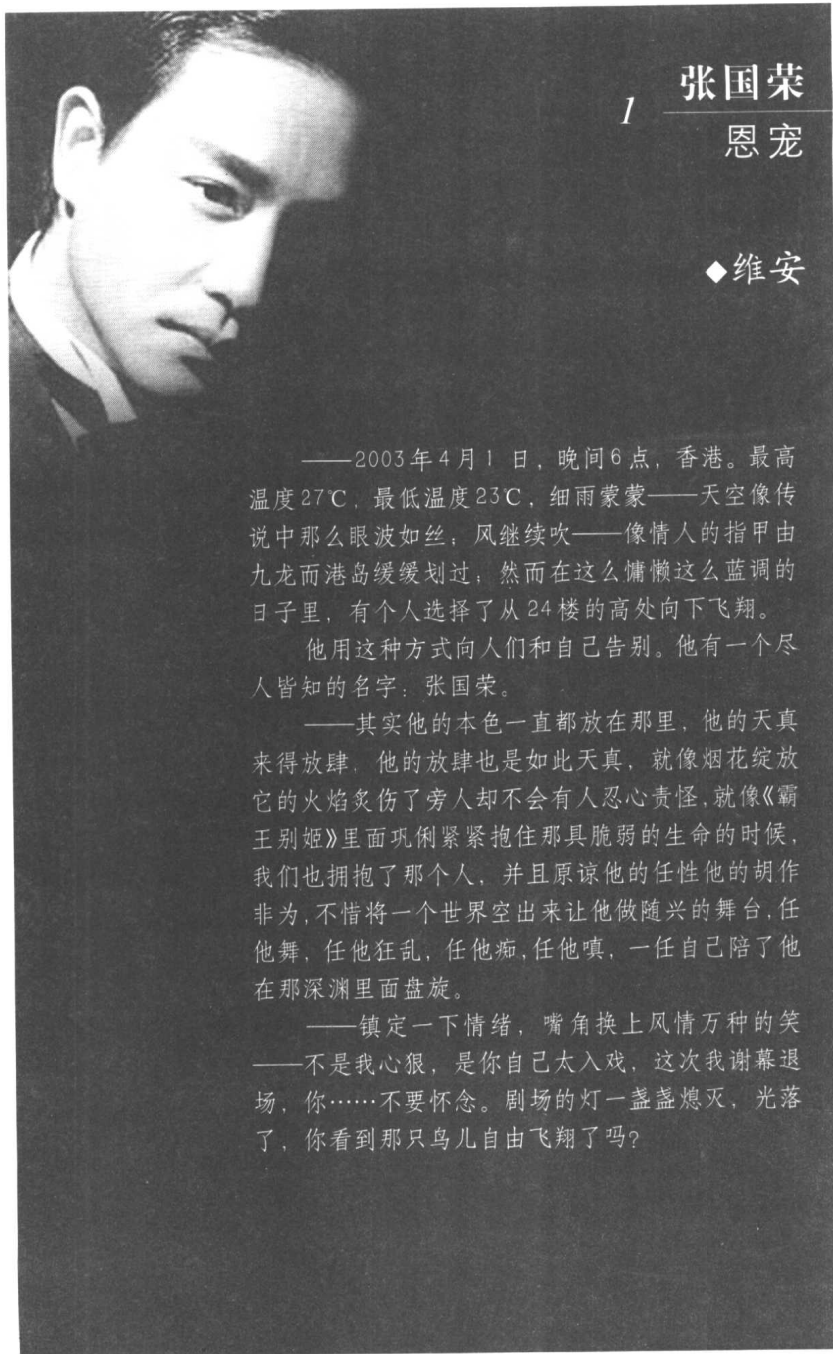 张国荣
1
恩宠
◆维安
——2003年4月1日，晚间6点，香港。最高
温度27℃，最低温度23℃，细雨蒙蒙——天空像传
说中那么眼波如丝；风继续吹——像情人的指甲由
九龙而港岛缓缓划过；然而在这么慵懒这么蓝调的
日子里，有个人选择了从24楼的高处向下飞翔。
他用这种方式向人们和自己告别。他有一个尽
人皆知的名字：张国荣。
——其实他的本色一直都放在那里，他的天真
来得放肆，他的放肆也是如此天真，就像烟花绽放
它的火焰炙伤了旁人却不会有人忍心责怪，就像《霸
王别姬》里面巩俐紧紧抱住那具脆弱的生命的时候，
我们也拥抱了那个人，并且原谅他的任性他的胡作
非为，不惜将一个世界空出来让他做随兴的舞台，任
他舞，任他狂乱，任他痴，任他嗔，一任自己陪了他
在那深渊里面盘旋。
——镇定一下情绪，嘴角换上风情万种的笑
——不是我心狠，是你自己太入戏，这次我谢幕退
场，你……不要怀念。剧场的灯一盏盏熄灭，光落
了，你看到那只鸟儿自由飞翔了吗？